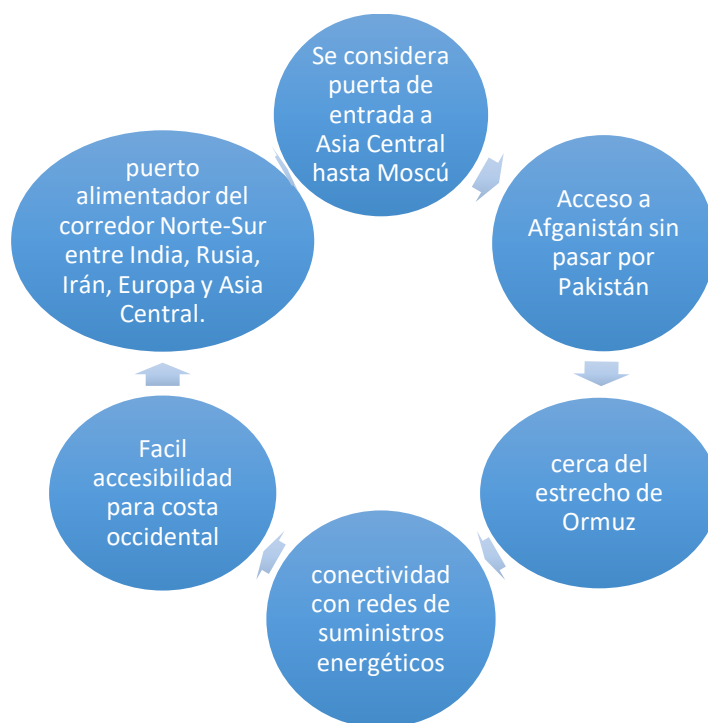 Se considera
puerta de
entrada a
Asia Central
hasta Moscú
Acceso a
Afganistán sin
pasar por
Pakistán
cerca del
estrecho de
Ormuz
conectividad
con redes de
suministros
energéticos
Facil
accesibilidad
para costa
occidental
puerto
alimentador del
corredor Norte-Sur
entre India, Rusia,
Irán, Europa y Asia
Central.